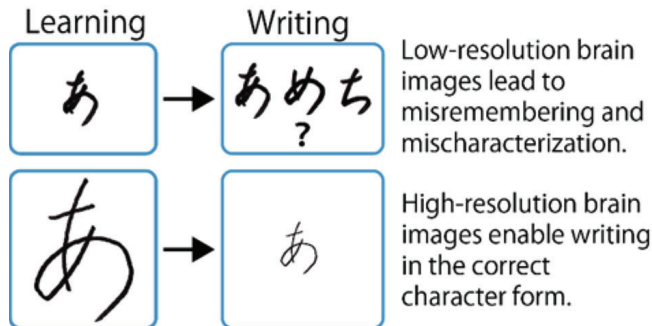 Learning
Writing
あ
あ め ち
?
Low-resolution brain
images lead to
misremembering and
mischaracterization.
あ
あ
High-resolution brain
images enable writing
in the correct
character form.